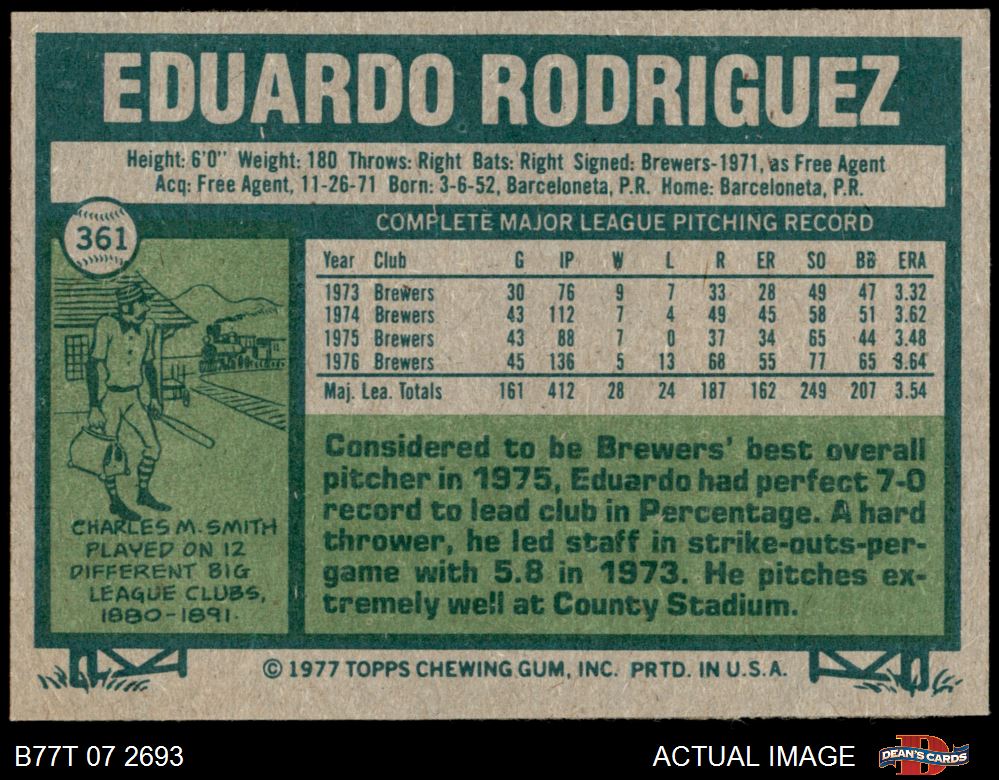 EDUARDO RODRIGUEZ
Height: 6'0" Weight: 180 Throws: Right Bats: Right Signed: Brewers-1971, as Free Agent
Acq: Free Agent, 11-26-71 Born: 3-6-52, Barceloneta, P.R. Home: Barceloneta, P.R.
361
COMPLETE MAJOR LEAGUE PITCHING RECORD
Year Club G IP W L R ER SO BB ERA
1973 Brewers 30 76 9 7 33 28 49 47 3.32
1974 Brewers 43 112 7 4 49 45 58 51 3.62
1975 Brewers 43 88 7 0 37 34 65 44 3.48
1976 Brewers 45 136 5 13 68 55 77 65 3.64
Maj. Lea. Totals 161 412 28 24 187 162 249 207 3.54
CHARLES M. SMITH
PLAYED ON 12
DIFFERENT BIG
LEAGUE CLUBS,
1880-1891.
Considered to be Brewers' best overall
pitcher in 1975, Eduardo had perfect 7-0
record to lead club in Percentage. A hard
thrower, he led staff in strike-outs-per-
game with 5.8 in 1973. He pitches ex-
tremely well at County Stadium.
© 1977 TOPPS CHEWING GUM, INC. PRTD. IN U.S.A.
B77T 07 2693
ACTUAL IMAGE
D
DEAN'S CARDS